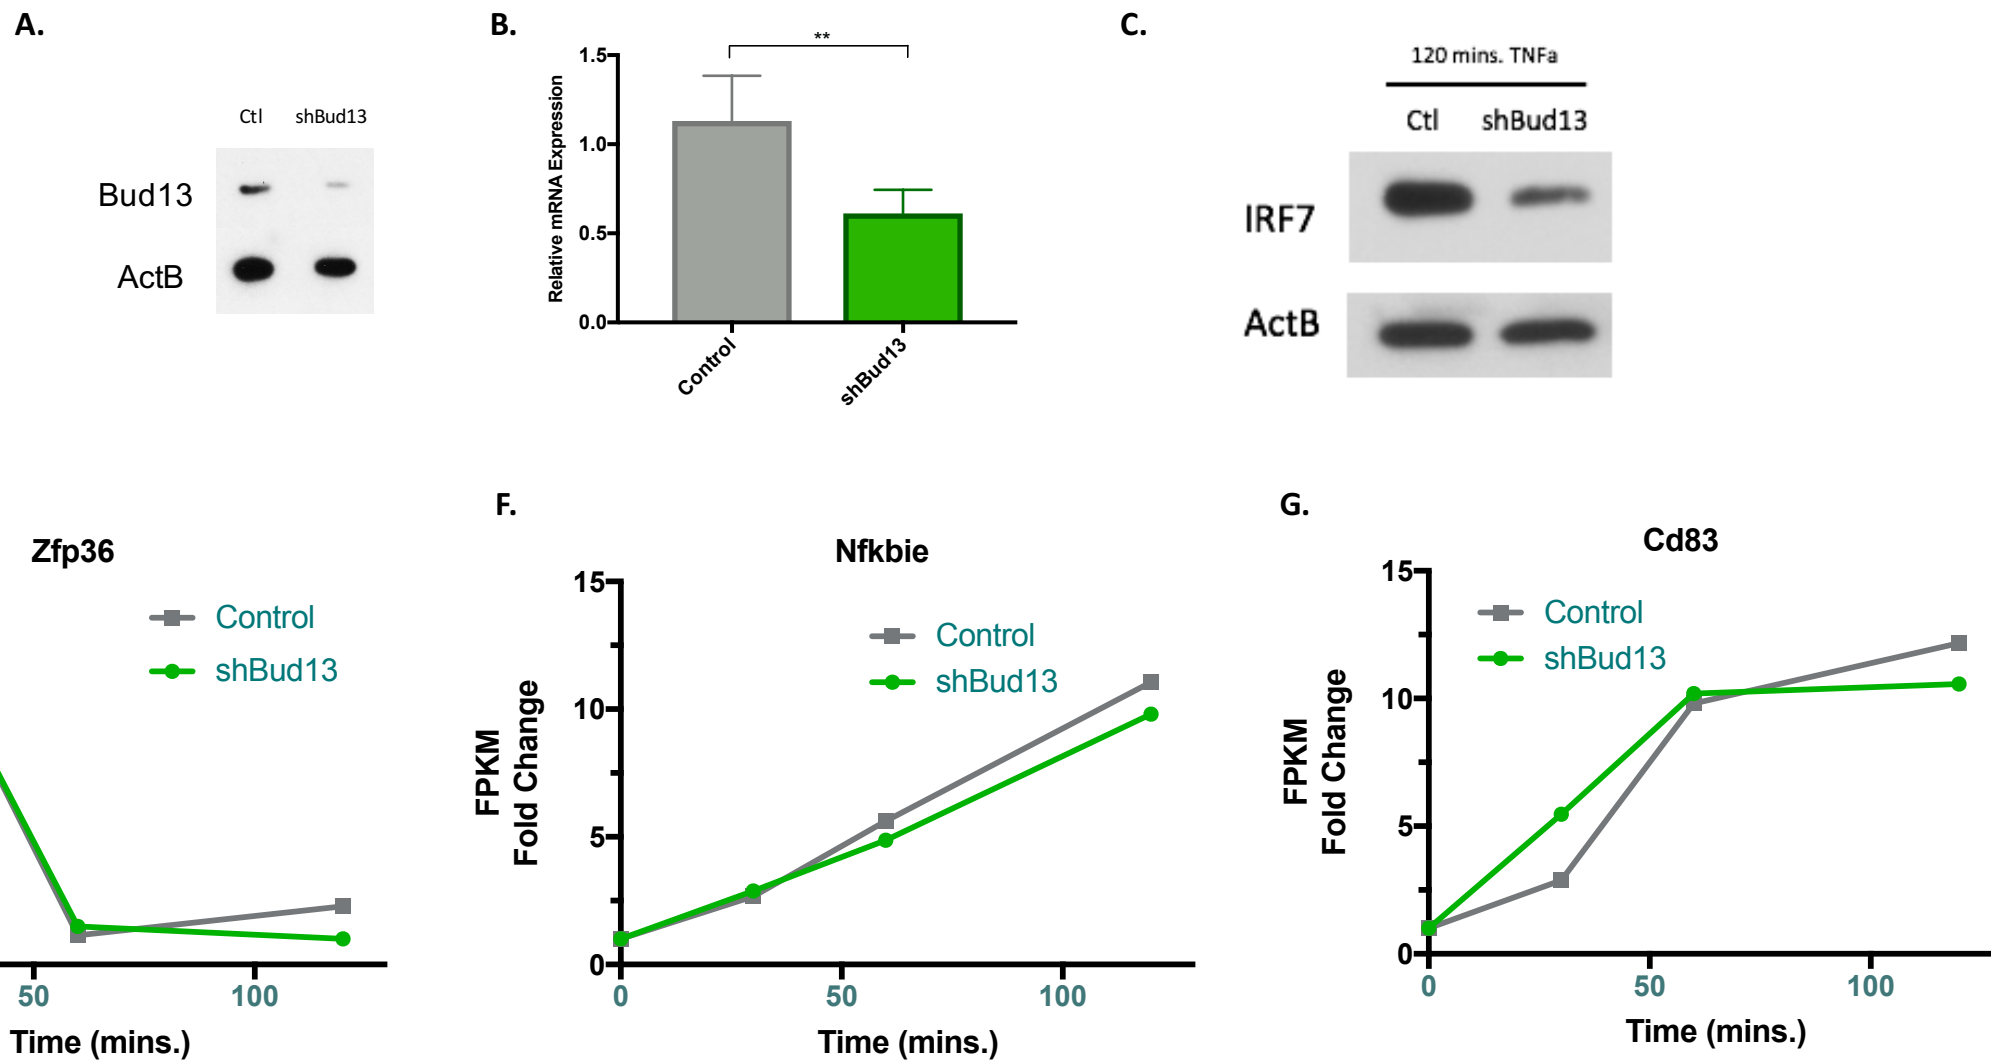 A.
Ctl shBud13
Bud13
ActB
B.
**
1.5
1.0
0.5
0.0
Relative mRNA Expression
Control
shBud13
C.
120 mins. TNFa
Ctl shBud13
IRF7
ActB
Zfp36
Control
shBud13
50 100
Time (mins.)
F.
Nfkbie
Control
shBud13
15
10
5
0
FPKM
Fold Change
0 50 100
Time (mins.)
G.
Cd83
Control
shBud13
15
10
5
0
FPKM
Fold Change
0 50 100
Time (mins.)